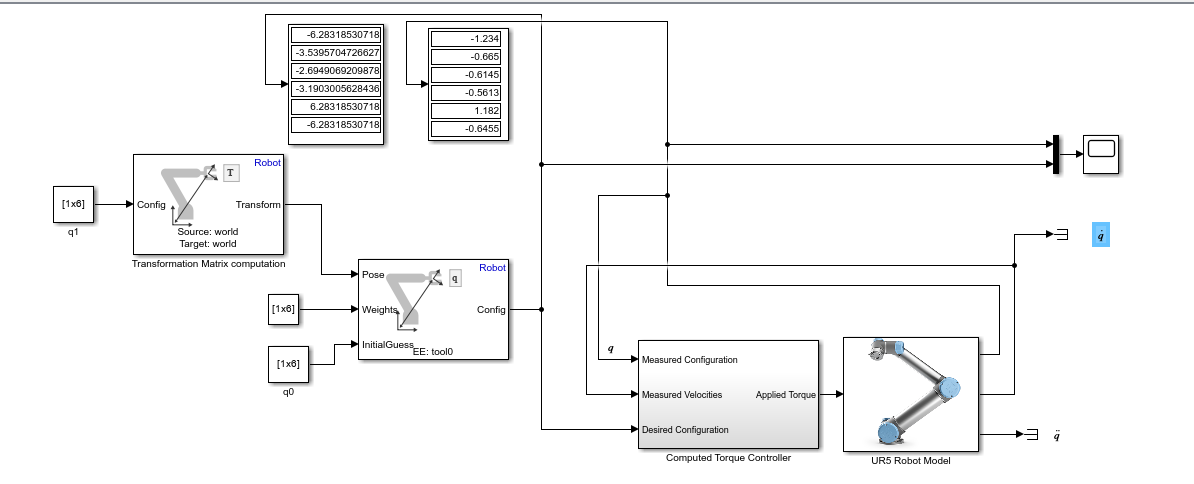 -6.28318530718
-3.5395704726627
-2.6949069209878
-3.1903005628436
6.28318530718
-6.28318530718
-1.234
-0.665
-0.6145
-0.5613
1.182
-0.6455
Robot
T
[1x6]
Config
Transform
q1
Source: world
Target: world
Transformation Matrix computation
q̇
Robot
Pose
q
[1x6]
Weights
Config
InitialGuess
EE: tool0
[1x6]
q0
q
Measured Configuration
Measured Velocities
Applied Torque
Desired Configuration
Computed Torque Controller
UR5 Robot Model
q̈